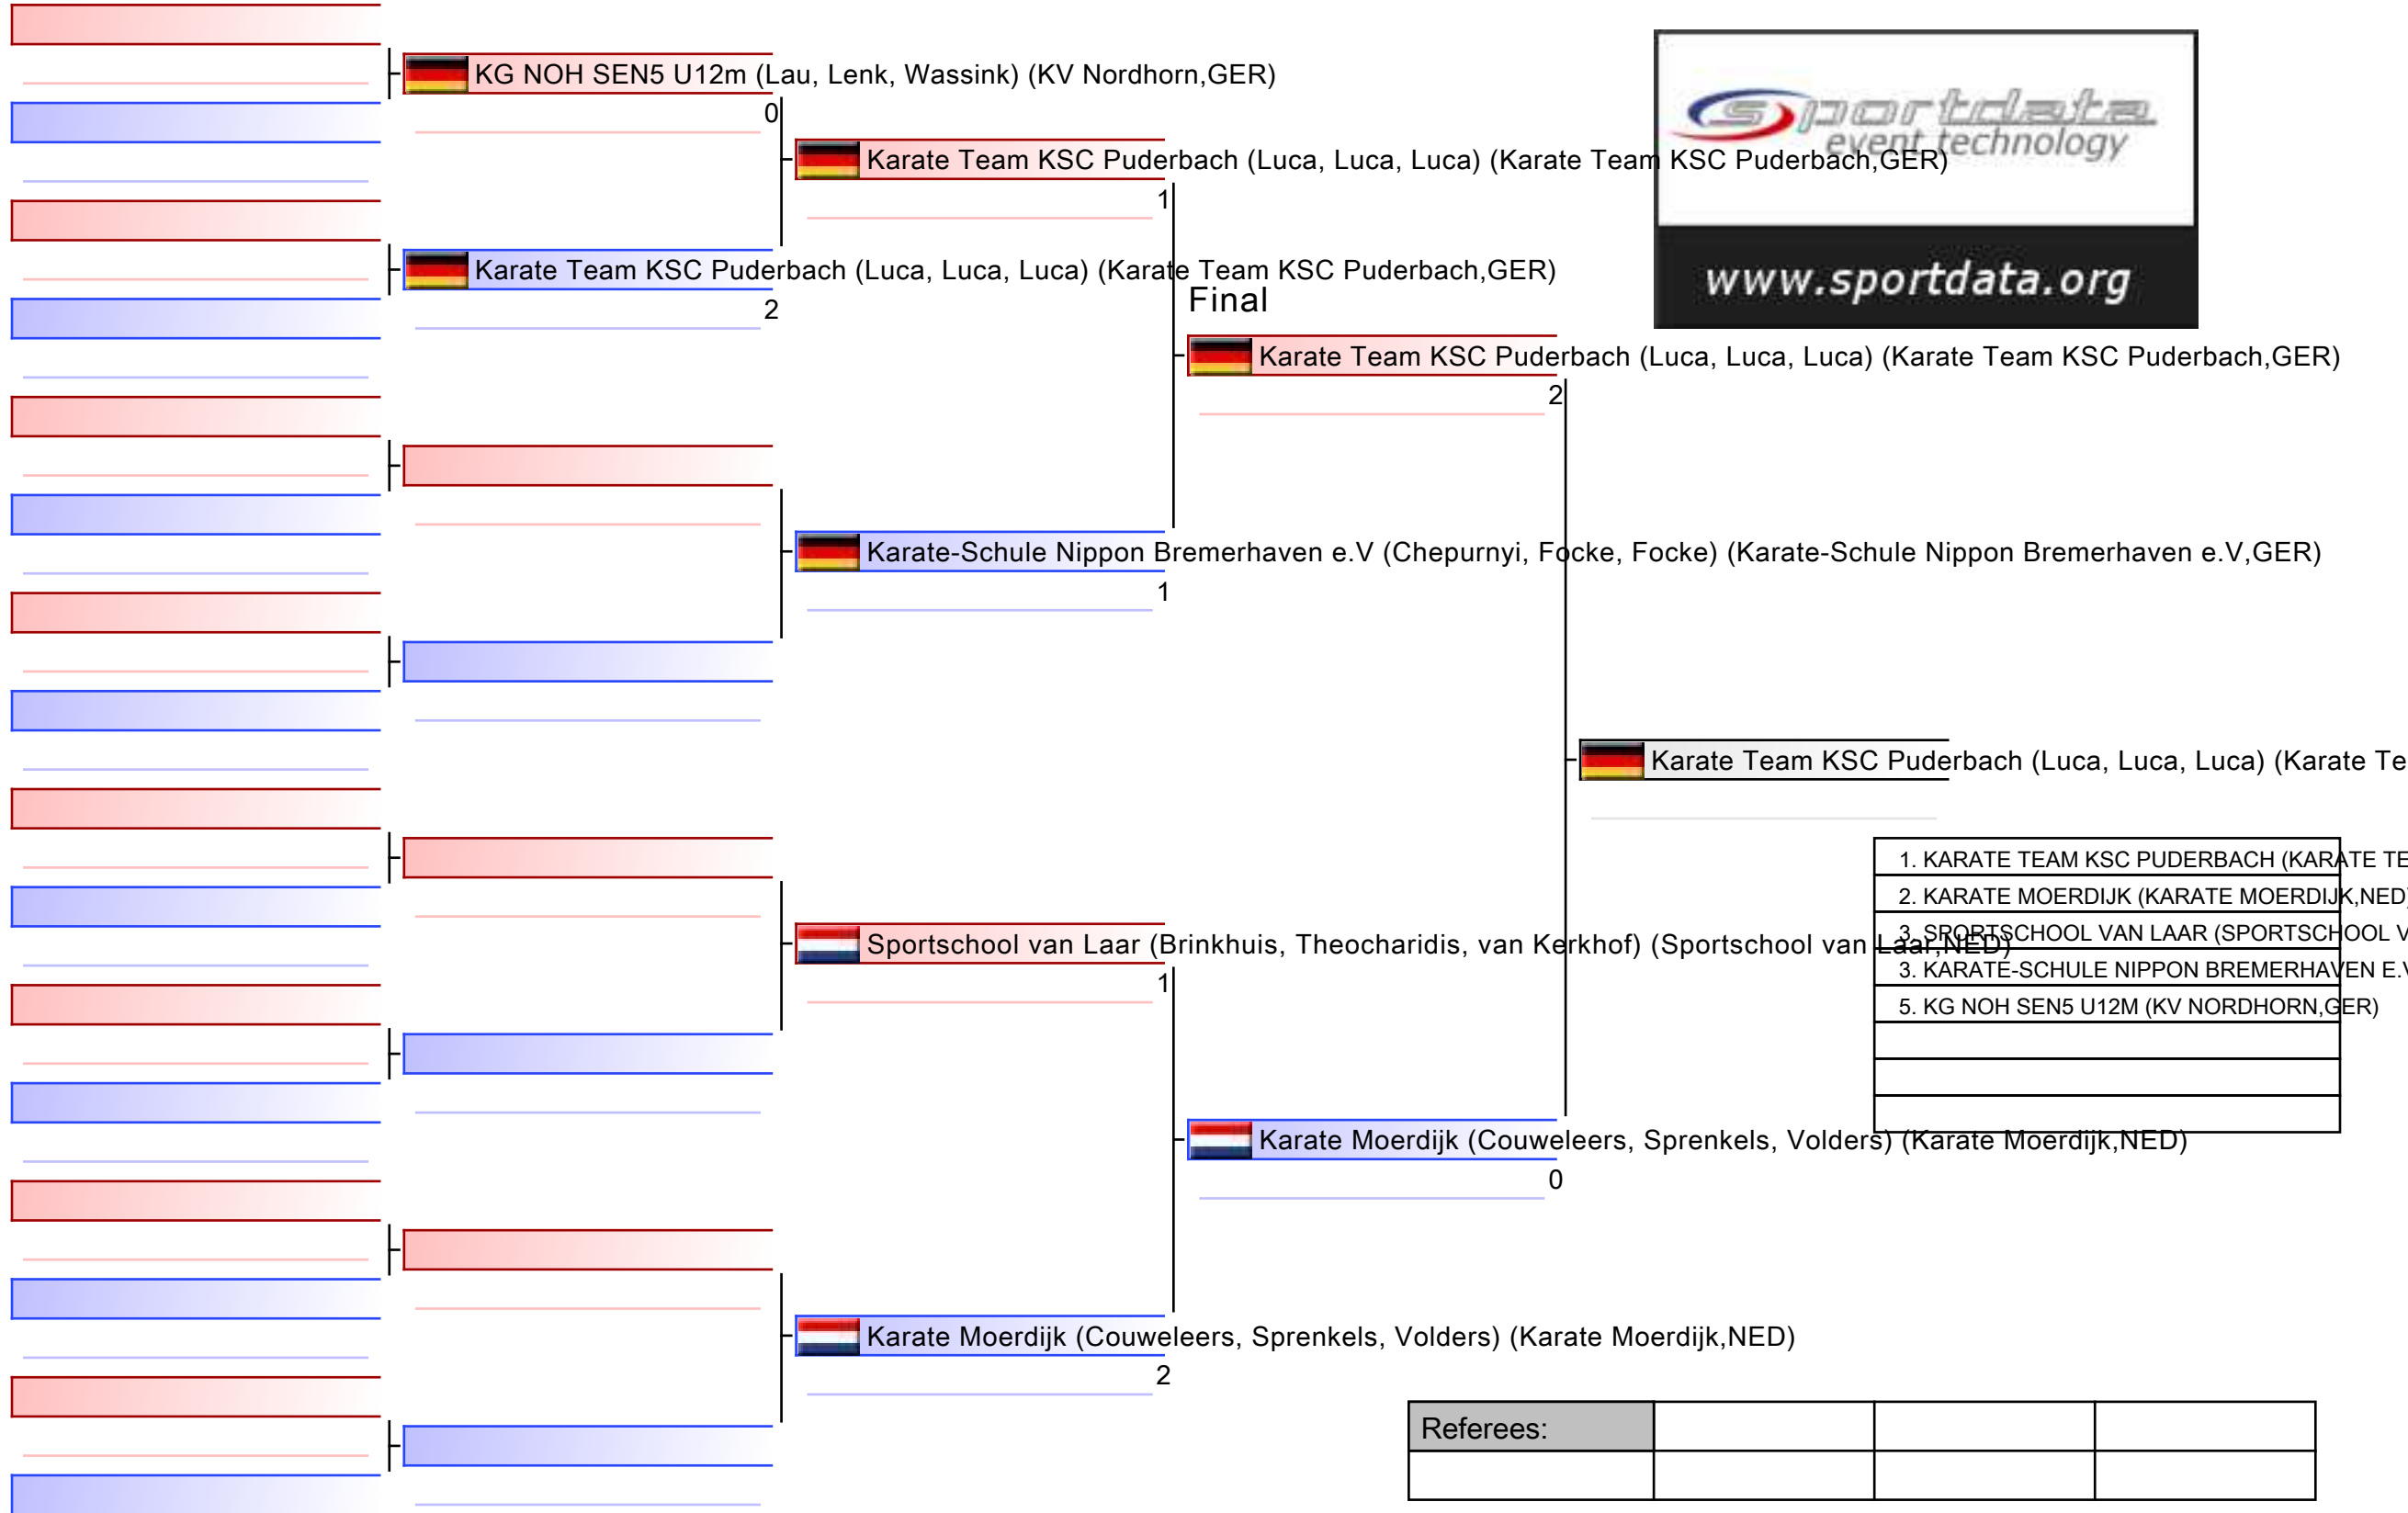 KG NOH SEN5 U12m (Lau, Lenk, Wassink) (KV Nordhorn,GER)
0
Karate Team KSC Puderbach (Luca, Luca, Luca) (Karate Team KSC Puderbach,GER)
2
Karate Team KSC Puderbach (Luca, Luca, Luca) (Karate Team KSC Puderbach,GER)
1
Karate-Schule Nippon Bremerhaven e.V (Chepurnyi, Focke, Focke) (Karate-Schule Nippon Bremerhaven e.V,GER)
1
Sportschool van Laar (Brinkhuis, Theocharidis, van Kerkhof) (Sportschool van Laar,NED)
1
Karate Moerdijk (Couweleers, Sprenkels, Volders) (Karate Moerdijk,NED)
2
Final
Karate Team KSC Puderbach (Luca, Luca, Luca) (Karate Team KSC Puderbach,GER)
2
Karate Moerdijk (Couweleers, Sprenkels, Volders) (Karate Moerdijk,NED)
0
Karate Team KSC Puderbach (Luca, Luca, Luca) (Karate Te
sportdata
event technology
www.sportdata.org
1. KARATE TEAM KSC PUDERBACH (KARATE TE
2. KARATE MOERDIJK (KARATE MOERDIJK,NED)
3. SPORTSCHOOL VAN LAAR (SPORTSCHOOL V
3. KARATE-SCHULE NIPPON BREMERHAVEN E.V
5. KG NOH SEN5 U12M (KV NORDHORN,GER)
Referees: